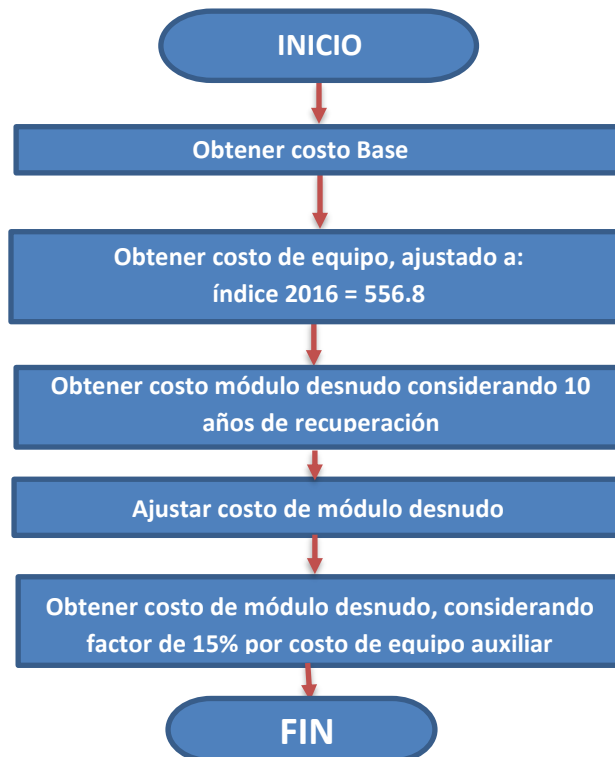 INICIO
Obtener costo Base
Obtener costo de equipo, ajustado a:
índice 2016 = 556.8
Obtener costo módulo desnudo considerando 10
años de recuperación
Ajustar costo de módulo desnudo
Obtener costo de módulo desnudo, considerando
factor de 15% por costo de equipo auxiliar
FIN